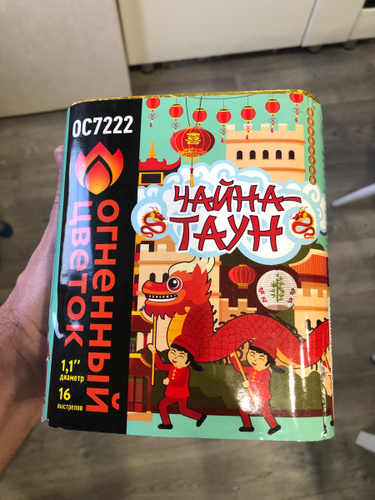 ОС7222
ОГНЕННЫЙ
ЦВЕТОК
1,1''
диаметр
16
выстрелов
ЧАЙНА-
ТАУН